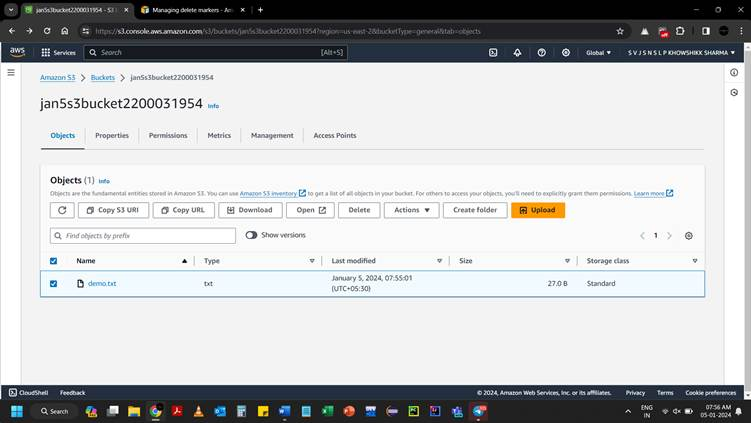 jan5s3bucket2200031954 - S3
Managing delete markers - Am
https://s3.console.aws.amazon.com/s3/buckets/jan5s3bucket2200031954?region=us-east-2&bucketType=general&tab=objects
aws Services Search [Alt+S] Global S V J S N S L P KHOWSHIKK SHARMA
Amazon S3 > Buckets > jan5s3bucket2200031954
jan5s3bucket2200031954 Info
Objects Properties Permissions Metrics Management Access Points
Objects (1) Info
Objects are the fundamental entities stored in Amazon S3. You can use Amazon S3 inventory to get a list of all objects in your bucket. For others to access your objects, you'll need to explicitly grant them permissions. Learn more
Copy S3 URI Copy URL Download Open Delete Actions Create folder Upload
Find objects by prefix Show versions 1
Name Type Last modified Size Storage class
demo.txt txt January 5, 2024, 07:55:01 (UTC+05:30) 27.0 B Standard
CloudShell Feedback © 2024, Amazon Web Services, Inc. or its affiliates. Privacy Terms Cookie preferences
Search ENG IN 07:56 AM 05-01-2024